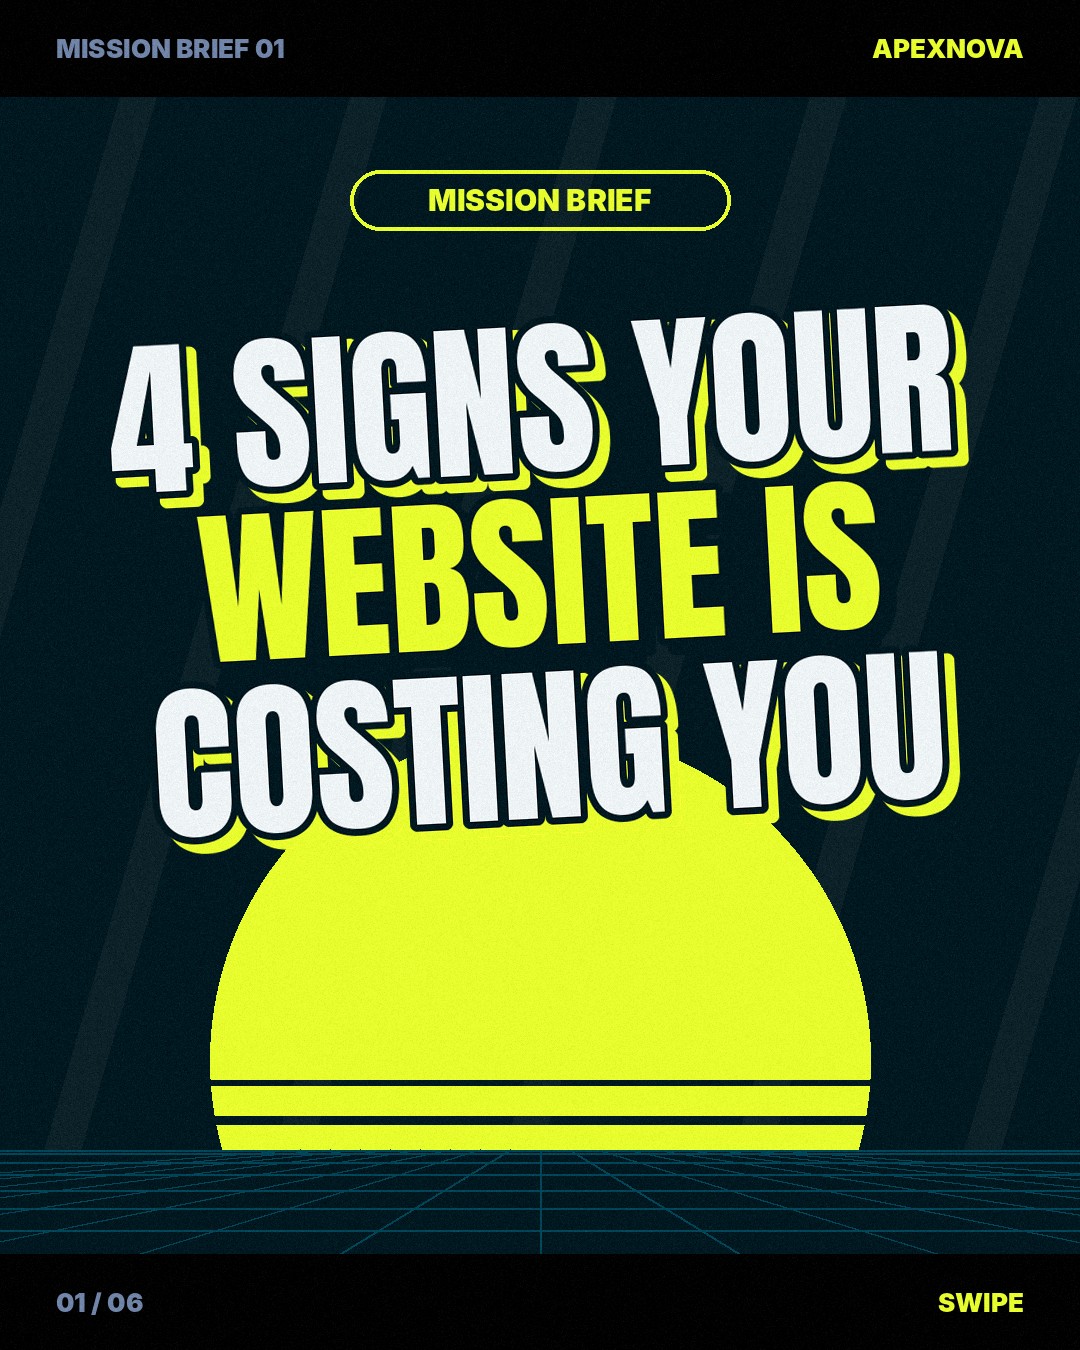 MISSION BRIEF 01
APEXNOVA
MISSION BRIEF
4 SIGNS YOUR
WEBSITE IS
COSTING YOU
01 / 06
SWIPE